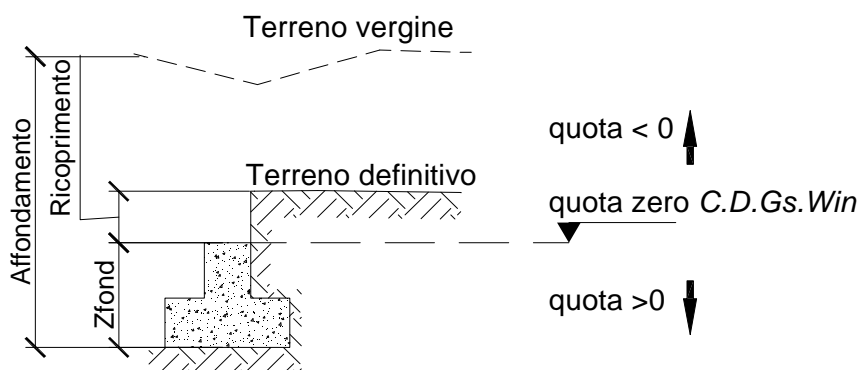 Terreno vergine
Affondamento
Ricoprimento
quota < 0
Terreno definitivo
quota zero C.D.Gs.Win
Zfond
quota >0